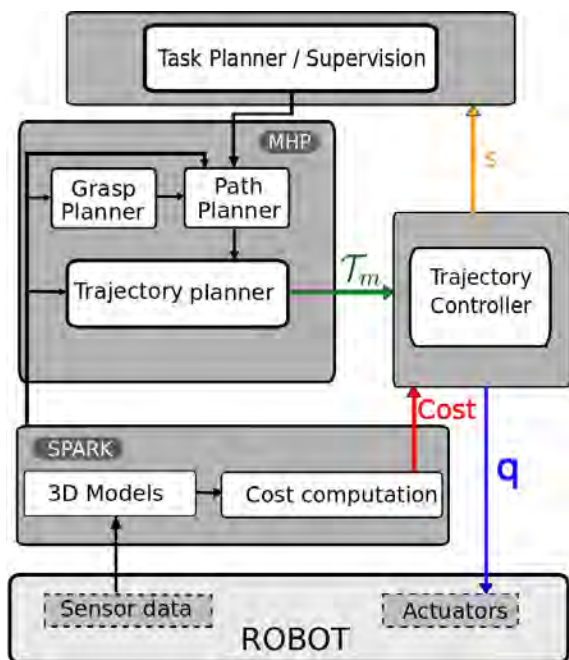 Task Planner / Supervision
MHP
Grasp
Planner
Path
Planner
Trajectory planner
𝒯m
s
Trajectory
Controller
Cost
q
SPARK
3D Models
Cost computation
Sensor data
Actuators
ROBOT